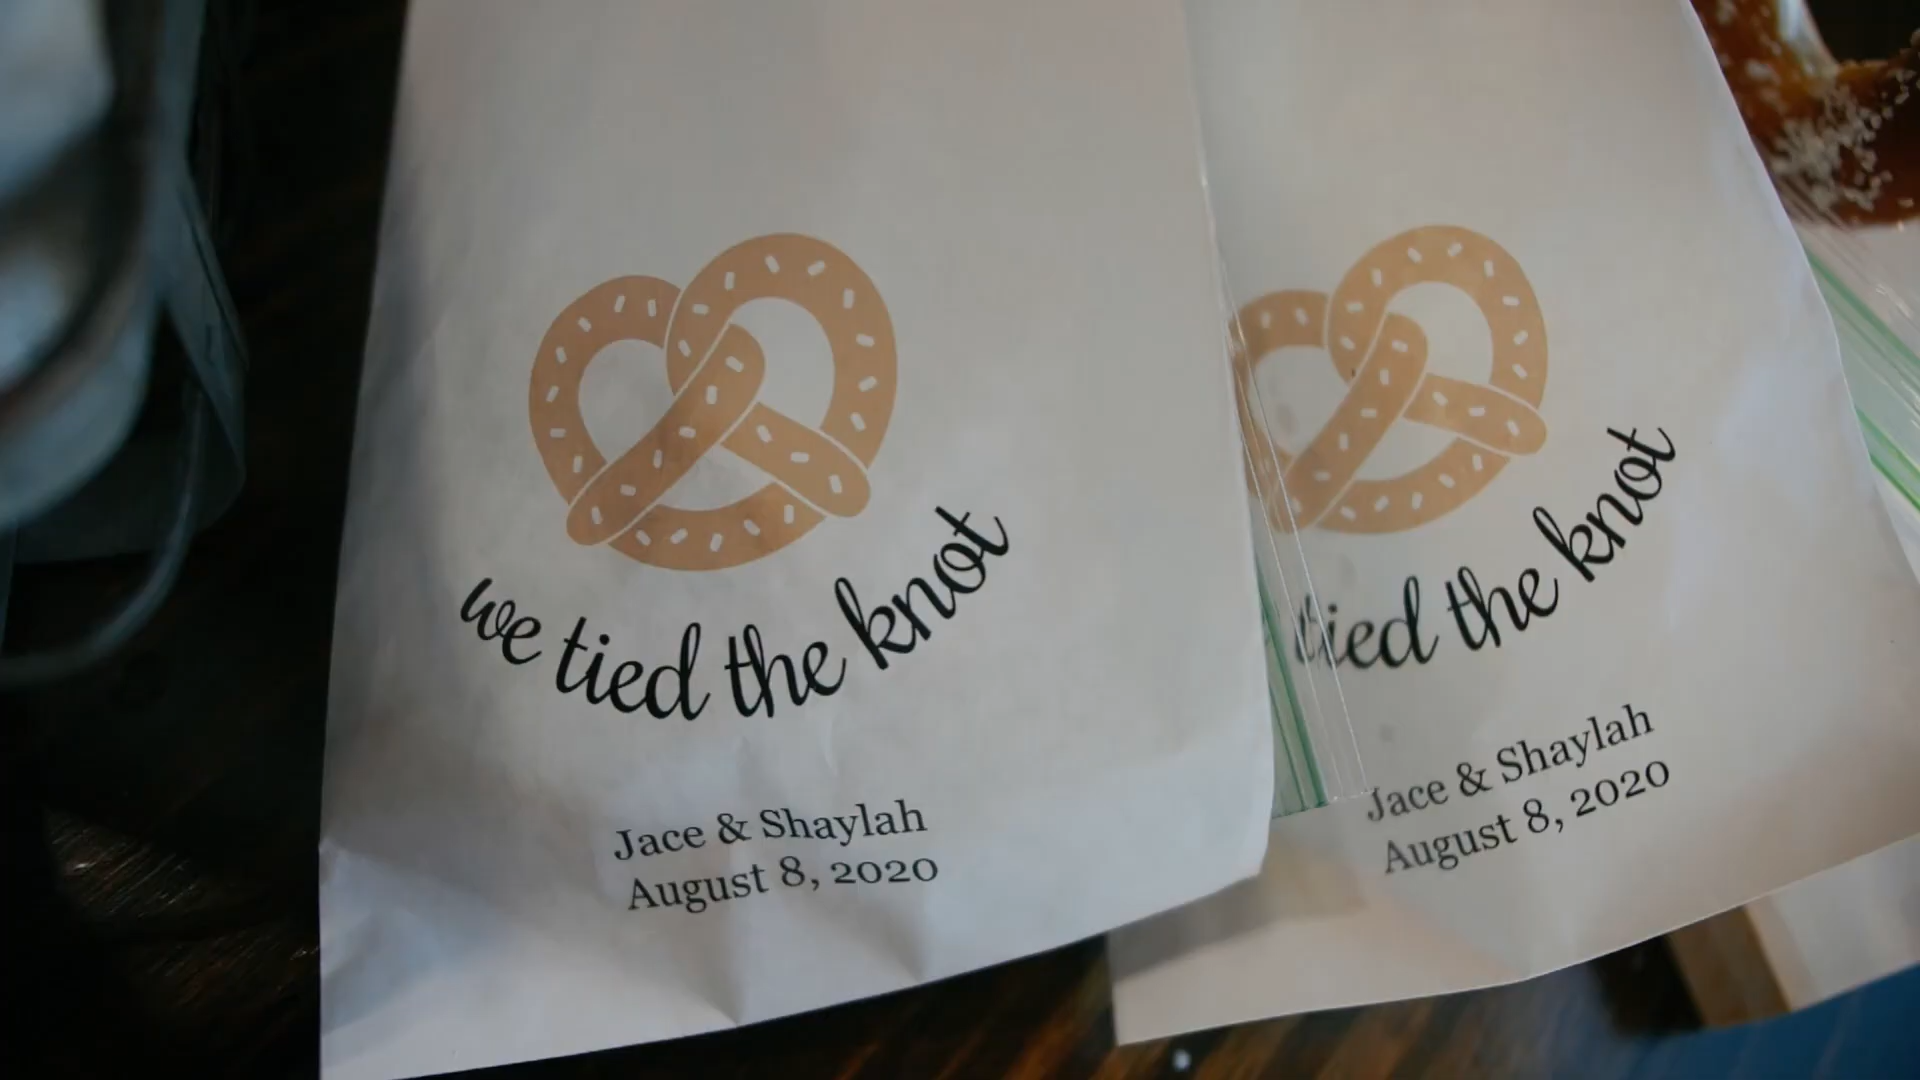 we tied the knot
Jace & Shaylah
August 8, 2020
tied the knot
Jace & Shaylah
August 8, 2020